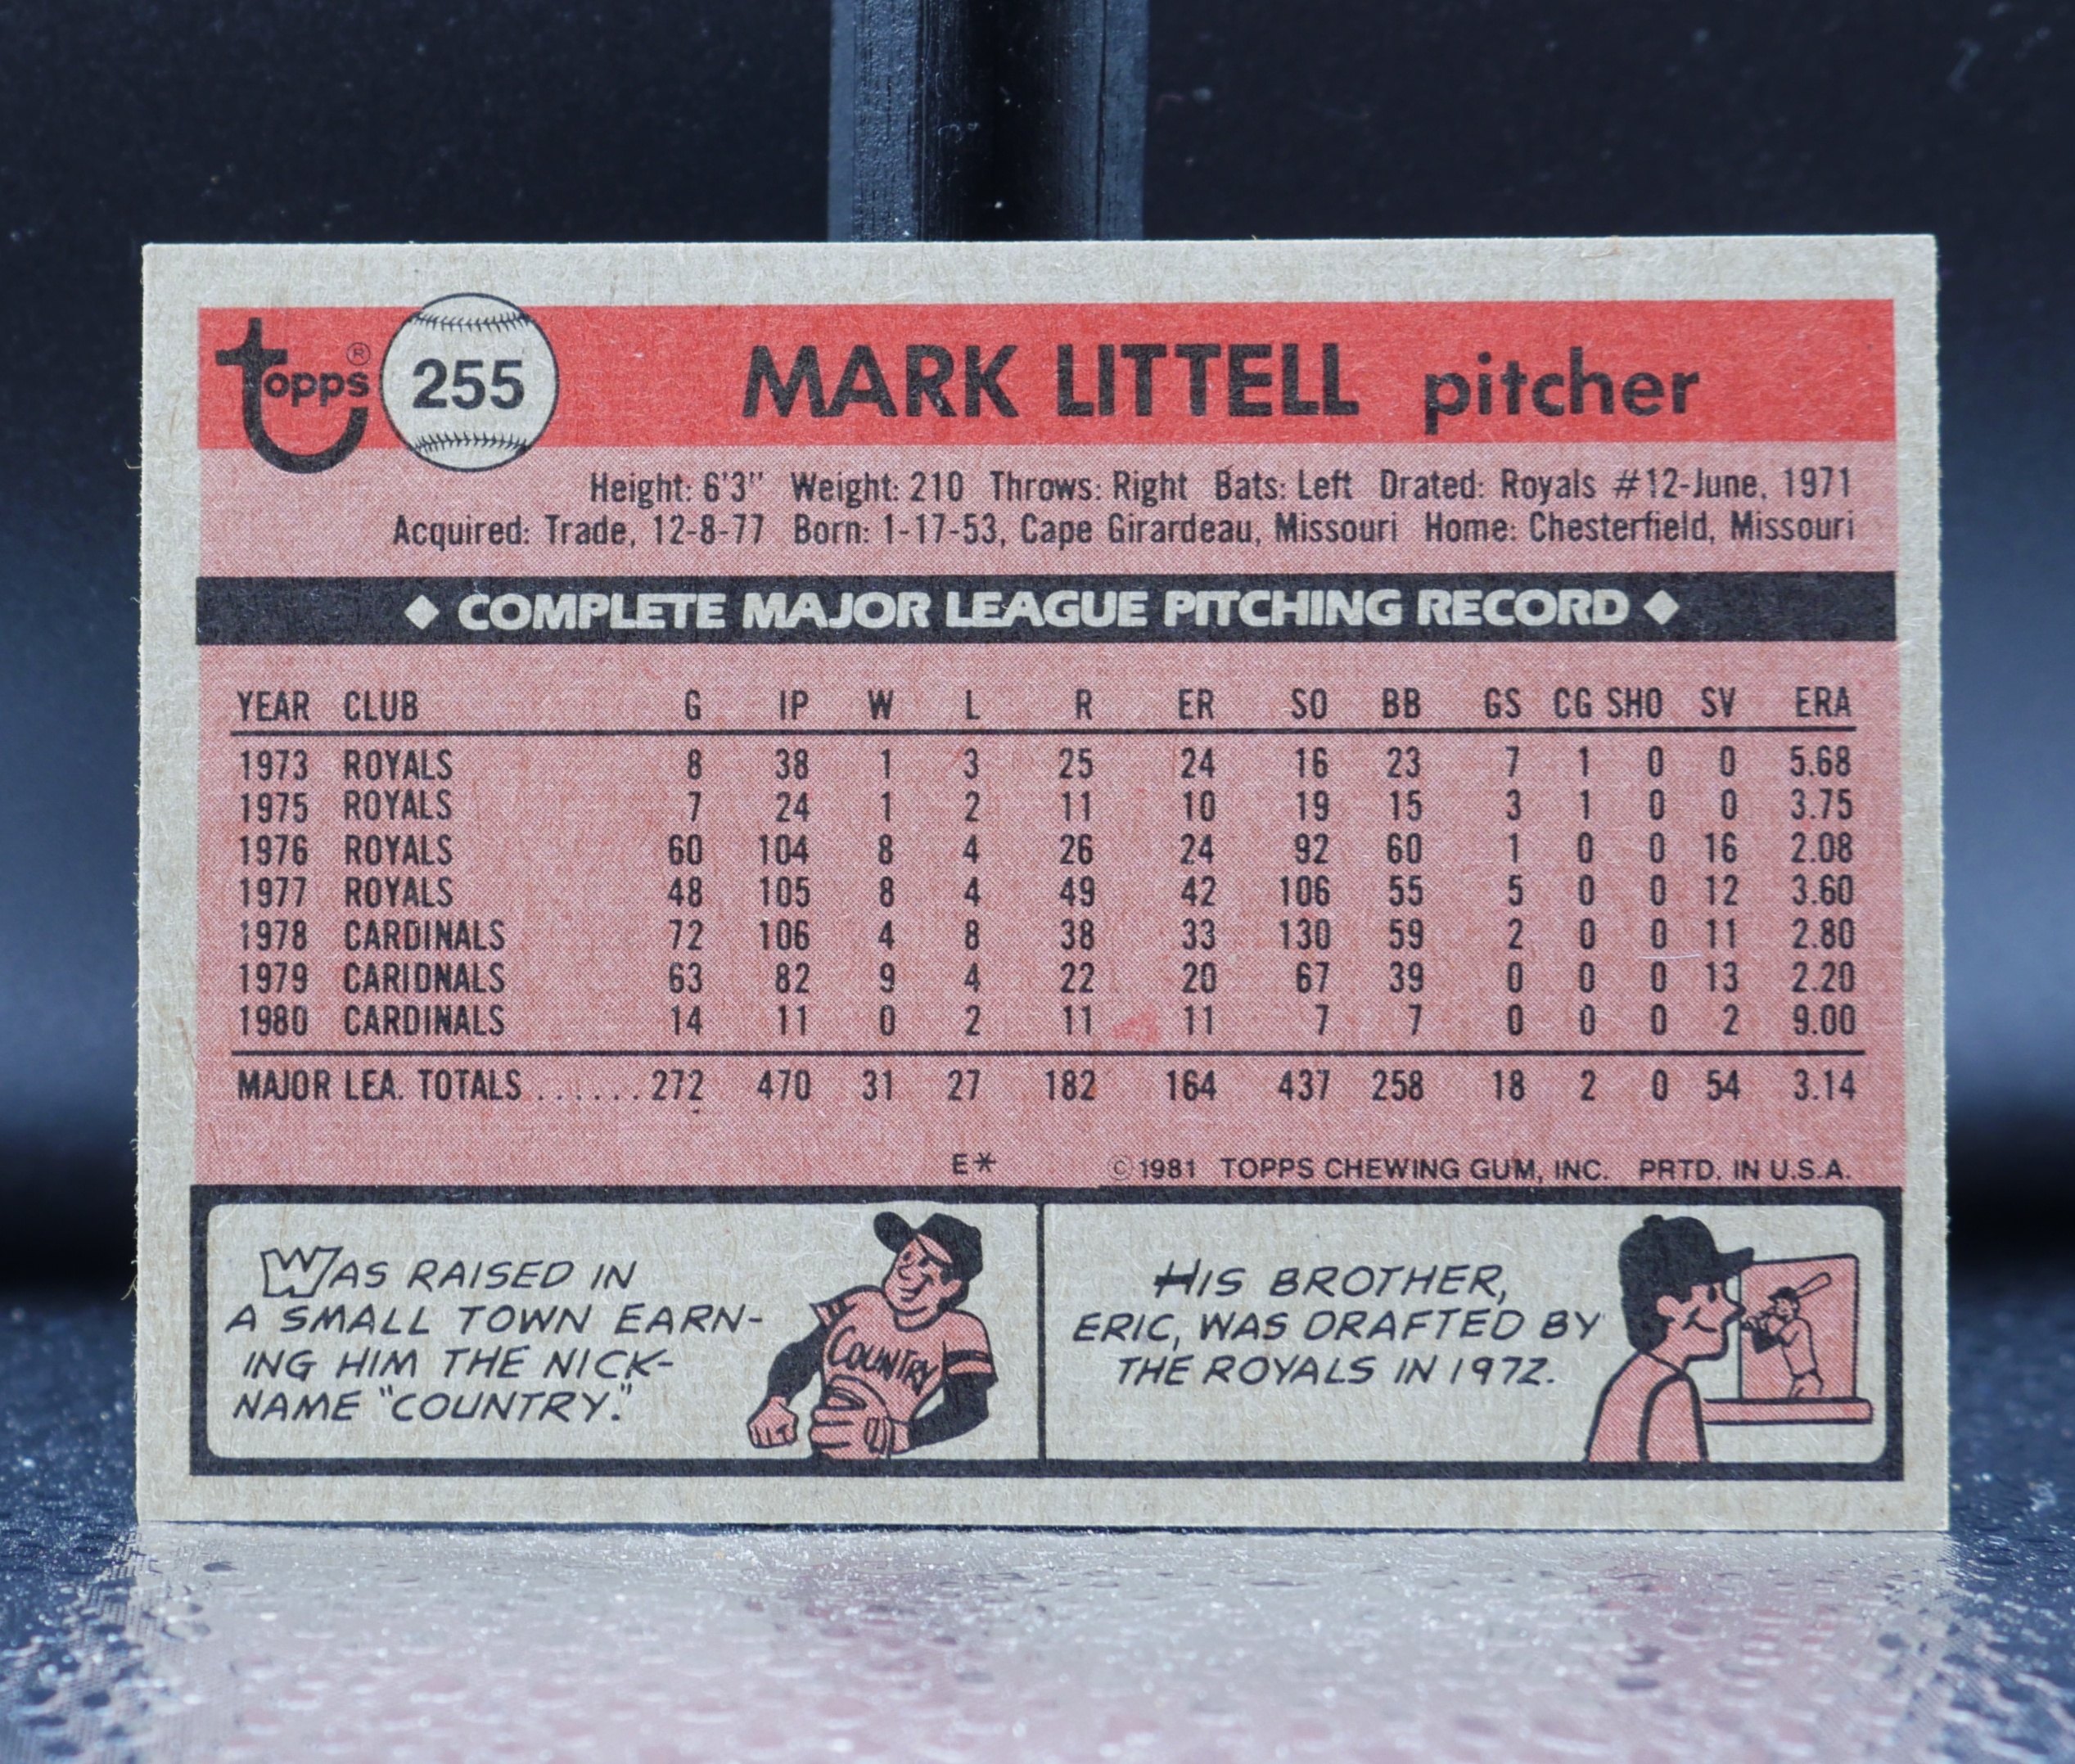 topps® 255 MARK LITTELL pitcher
Height: 6'3" Weight: 210 Throws: Right Bats: Left Drated: Royals #12-June, 1971
Acquired: Trade, 12-8-77 Born: 1-17-53, Cape Girardeau, Missouri Home: Chesterfield, Missouri
◆ COMPLETE MAJOR LEAGUE PITCHING RECORD ◆
YEAR CLUB G IP W L R ER SO BB GS CG SHO SV ERA
1973 ROYALS 8 38 1 3 25 24 16 23 7 1 0 0 5.68
1975 ROYALS 7 24 1 2 11 10 19 15 3 1 0 0 3.75
1976 ROYALS 60 104 8 4 26 24 92 60 1 0 0 16 2.08
1977 ROYALS 48 105 8 4 49 42 106 55 5 0 0 12 3.60
1978 CARDINALS 72 106 4 8 38 33 130 59 2 0 0 11 2.80
1979 CARIDNALS 63 82 9 4 22 20 67 39 0 0 0 13 2.20
1980 CARDINALS 14 11 0 2 11 11 7 7 0 0 0 2 9.00
MAJOR LEA. TOTALS ...... 272 470 31 27 182 164 437 258 18 2 0 54 3.14
E* © 1981 TOPPS CHEWING GUM, INC. PRTD. IN U.S.A.
WAS RAISED IN
A SMALL TOWN EARN-
ING HIM THE NICK-
NAME "COUNTRY."
COUNTRY
HIS BROTHER,
ERIC, WAS DRAFTED BY
THE ROYALS IN 1972.